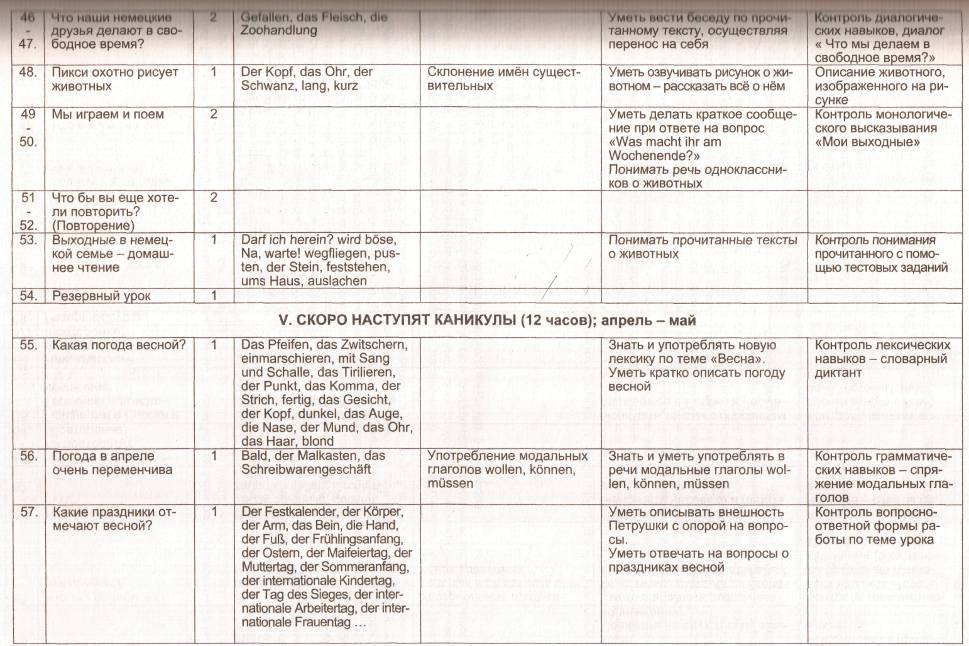 46
-
47.
Что наши немецкие
друзья делают в сво-
бодное время?
2
Gefallen, das Fleisch, die
Zoohandlung
Уметь вести беседу по прочи-
танному тексту, осуществляя
перенос на себя
Контроль диалогиче-
ских навыков, диалог
« Что мы делаем в
свободное время?»
48.
Пикси охотно рисует
животных
1
Der Kopf, das Ohr, der
Schwanz, lang, kurz
Склонение имён сущест-
вительных
Уметь озвучивать рисунок о жи-
вотном – рассказать всё о нём
Описание животного,
изображенного на ри-
сунке
49
-
50.
Мы играем и поем
2
Уметь делать краткое сообще-
ние при ответе на вопрос
«Was macht ihr am
Wochenende?»
Понимать речь одноклассни-
ков о животных
Контроль монологиче-
ского высказывания
«Мои выходные»
51
-
52.
Что бы вы еще хоте-
ли повторить?
(Повторение)
2
53.
Выходные в немец-
кой семье – домаш-
нее чтение
1
Darf ich herein? wird böse,
Na, warte! wegfliegen, pus-
ten, der Stein, feststehen,
ums Haus, auslachen
Понимать прочитанные тексты
о животных
Контроль понимания
прочитанного с помо-
щью тестовых заданий
54.
Резервный урок
1
V. СКОРО НАСТУПЯТ КАНИКУЛЫ (12 часов); апрель – май
55.
Какая погода весной?
1
Das Pfeifen, das Zwitschern,
einmarschieren, mit Sang
und Schalle, das Tirilieren,
der Punkt, das Komma, der
Strich, fertig, das Gesicht,
der Kopf, dunkel, das Auge,
die Nase, der Mund, das Ohr,
das Haar, blond
Знать и употреблять новую
лексику по теме «Весна».
Уметь кратко описать погоду
весной
Контроль лексических
навыков – словарный
диктант
56.
Погода в апреле
очень переменчива
1
Bald, der Malkasten, das
Schreibwarengeschäft
Употребление модальных
глаголов wollen, können,
müssen
Знать и уметь употреблять в
речи модальные глаголы wol-
len, können, müssen
Контроль грамматиче-
ских навыков – спря-
жение модальных гла-
голов
57.
Какие праздники от-
мечают весной?
1
Der Festkalender, der Körper,
der Arm, das Bein, die Hand,
der Fuß, der Frühlingsanfang,
der Ostern, der Maifeiertag, der
Muttertag, der Sommeranfang,
der internationale Kindertag,
der Tag des Sieges, der inter-
nationale Arbeitertag, der inter-
nationale Frauentag ...
Уметь описывать внешность
Петрушки с опорой на вопро-
сы.
Уметь отвечать на вопросы о
праздниках весной
Контроль вопросно-
ответной формы ра-
боты по теме урока